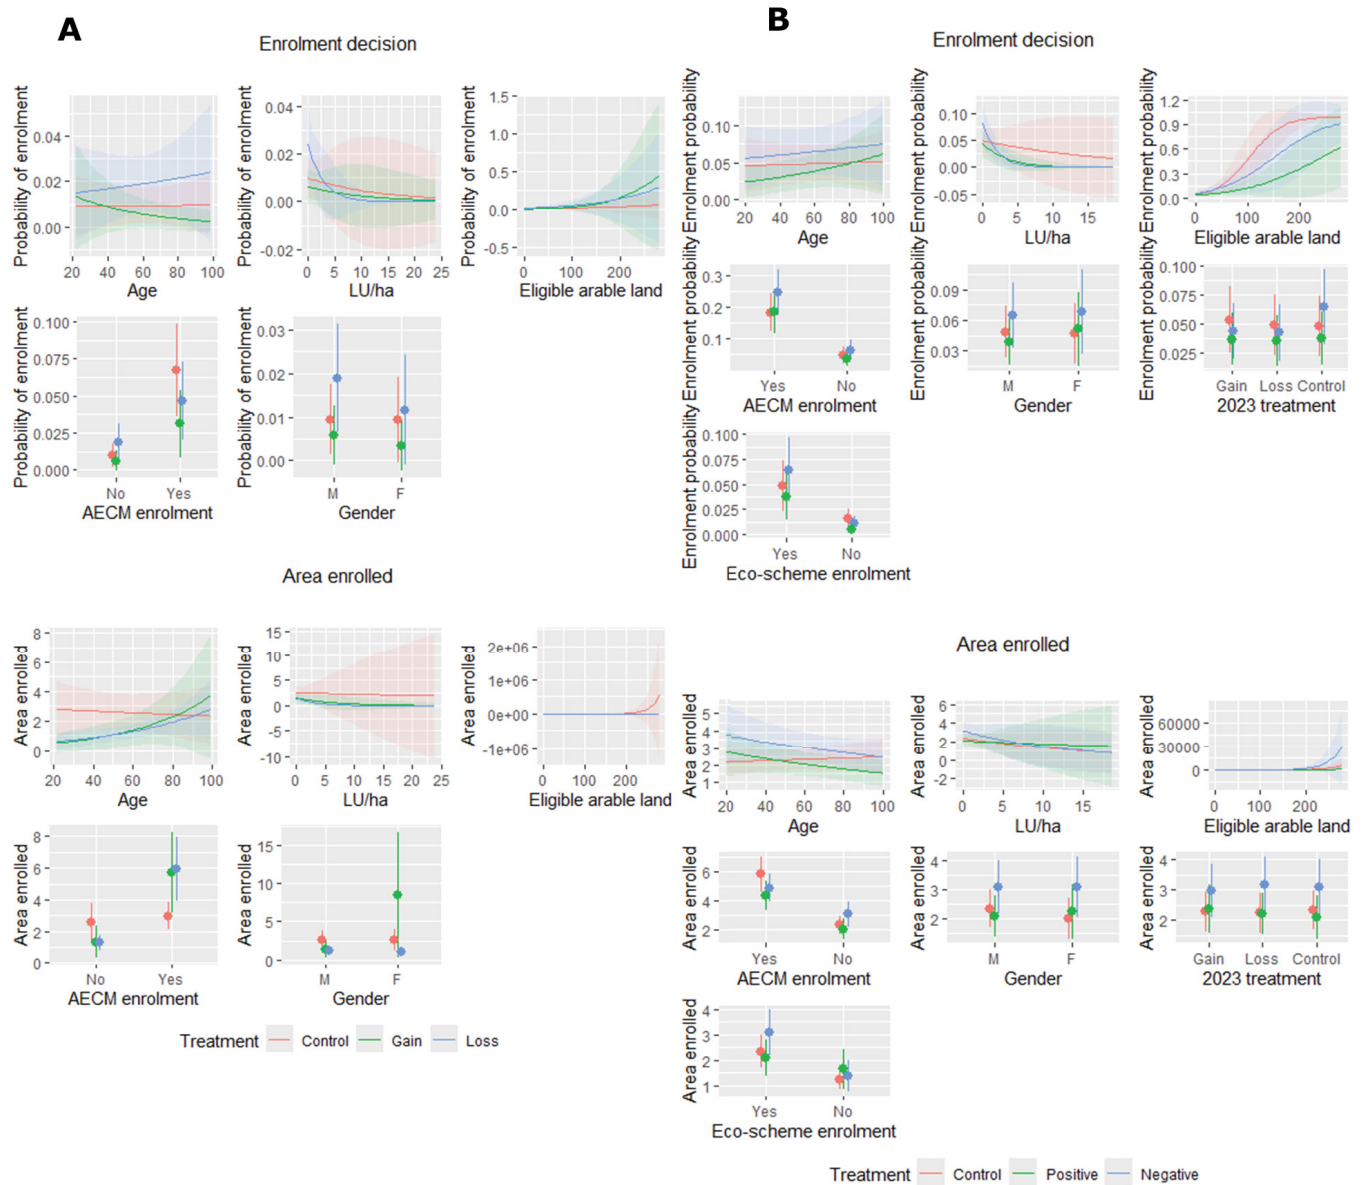 A
Enrolment decision
Probability of enrolment
0.04
0.02
0.00
20 40 60 80 100
Age
Probability of enrolment
0.04
0.02
0.00
-0.02
0 5 10 15 20 25
LU/ha
Probability of enrolment
1.5
1.0
0.5
0.0
-0.5
0 100 200
Eligible arable land
Probability of enrolment
0.100
0.075
0.050
0.025
0.000
No Yes
AECM enrolment
Probability of enrolment
0.03
0.02
0.01
0.00
M F
Gender
Area enrolled
Area enrolled
8
6
4
2
0
20 40 60 80 100
Age
Area enrolled
15
10
5
0
-5
-10
0 5 10 15 20 25
LU/ha
Area enrolled
2e+06
1e+06
0e+00
-1e+06
0 100 200
Eligible arable land
Area enrolled
8
6
4
2
0
No Yes
AECM enrolment
Area enrolled
15
10
5
0
M F
Gender
Treatment Control Gain Loss
B
Enrolment decision
Enrolment probability
0.10
0.05
0.00
20 40 60 80 100
Age
Enrolment probability
0.10
0.05
0.00
-0.05
0 5 10 15
LU/ha
Enrolment probability
1.2
0.9
0.6
0.3
0.0
0 100 200
Eligible arable land
Enrolment probability
0.3
0.2
0.1
Yes No
AECM enrolment
Enrolment probability
0.09
0.06
0.03
M F
Gender
Enrolment probability
0.100
0.075
0.050
0.025
Gain Loss Control
2023 treatment
Enrolment probability
0.100
0.075
0.050
0.025
0.000
Yes No
Eco-scheme enrolment
Area enrolled
Area enrolled
5
4
3
2
1
20 40 60 80 100
Age
Area enrolled
6
4
2
0
-2
0 5 10 15
LU/ha
Area enrolled
60000
30000
0
0 100 200
Eligible arable land
Area enrolled
6
4
2
Yes No
AECM enrolment
Area enrolled
4
3
2
M F
Gender
Area enrolled
4
3
2
Gain Loss Control
2023 treatment
Area enrolled
4
3
2
1
Yes No
Eco-scheme enrolment
Treatment Control Positive Negative